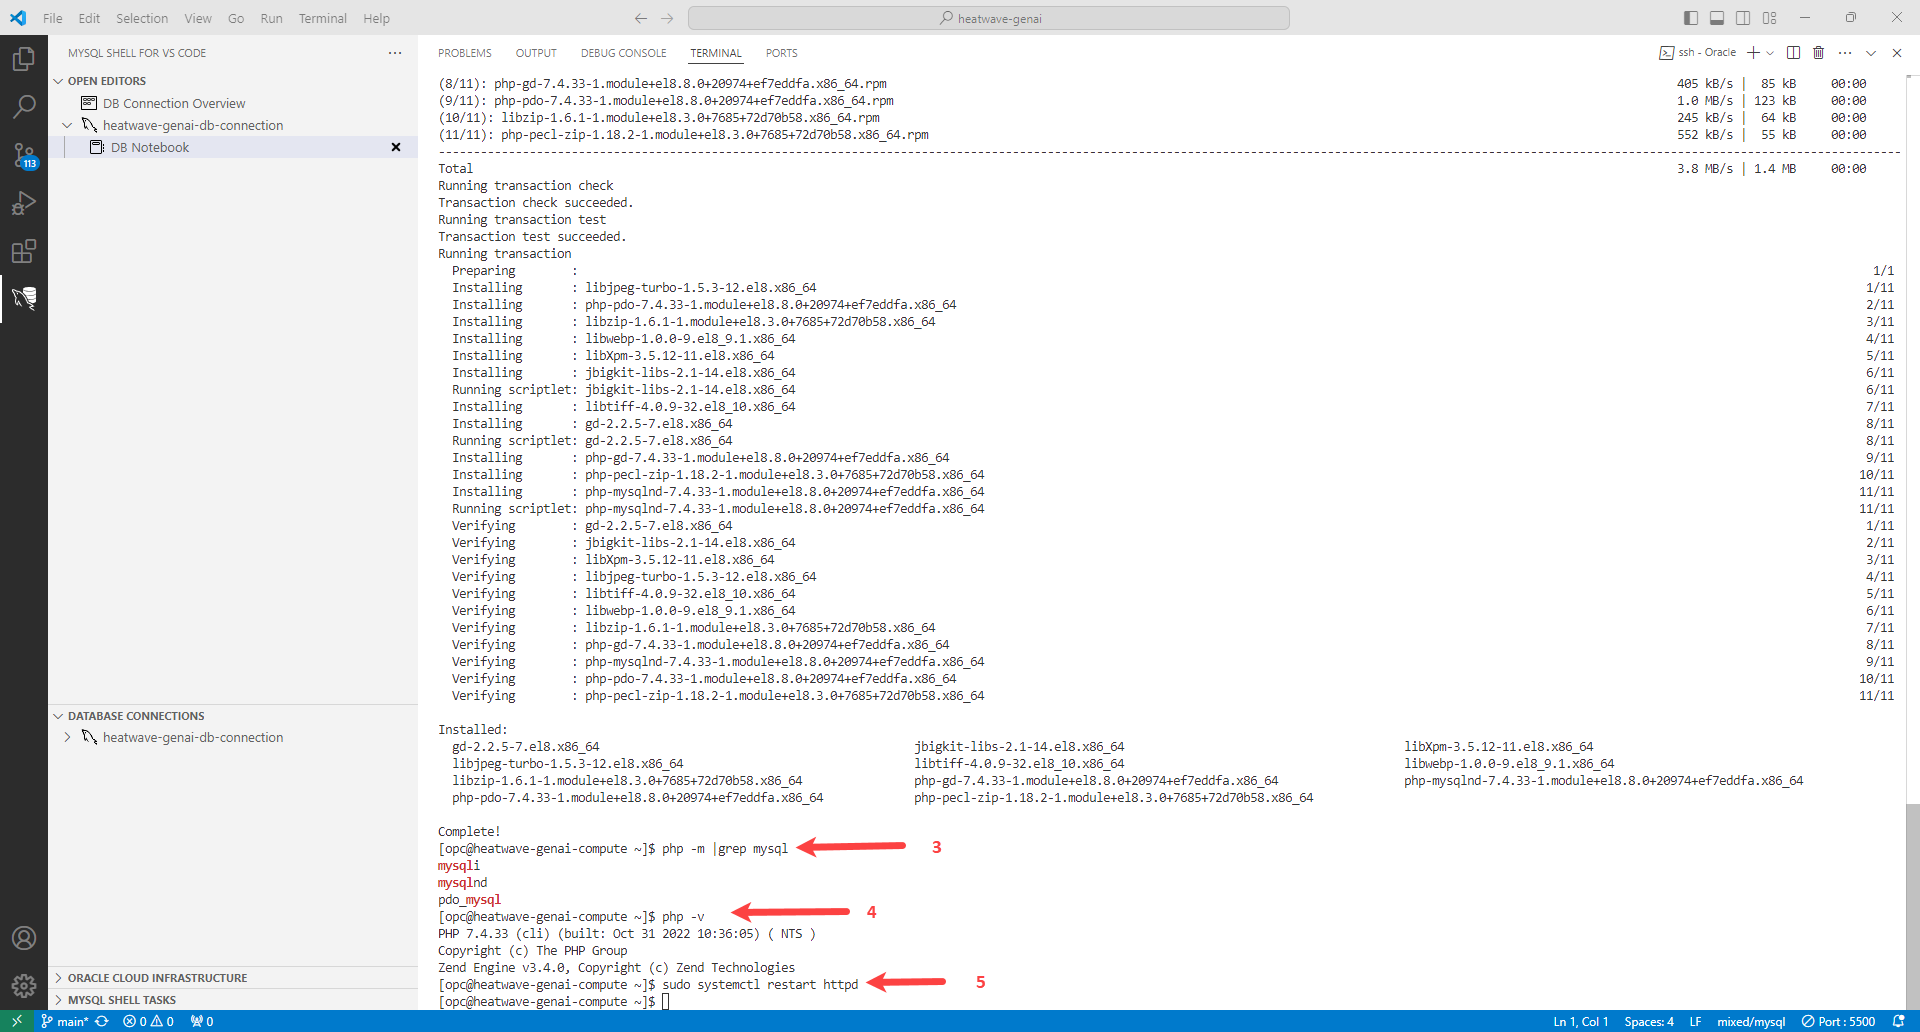 File Edit Selection View Go Run Terminal Help
heatwave-genai
MYSQL SHELL FOR VS CODE
OPEN EDITORS
DB Connection Overview
heatwave-genai-db-connection
DB Notebook
113
DATABASE CONNECTIONS
heatwave-genai-db-connection
ORACLE CLOUD INFRASTRUCTURE
MYSQL SHELL TASKS
PROBLEMS OUTPUT DEBUG CONSOLE TERMINAL PORTS
ssh - Oracle
(8/11): php-gd-7.4.33-1.module+el8.8.0+20974+ef7eddfa.x86_64.rpm 405 kB/s | 85 kB 00:00
(9/11): php-pdo-7.4.33-1.module+el8.8.0+20974+ef7eddfa.x86_64.rpm 1.0 MB/s | 123 kB 00:00
(10/11): libzip-1.6.1-1.module+el8.3.0+7685+72d70b58.x86_64.rpm 245 kB/s | 64 kB 00:00
(11/11): php-pecl-zip-1.18.2-1.module+el8.3.0+7685+72d70b58.x86_64.rpm 552 kB/s | 55 kB 00:00
Total 3.8 MB/s | 1.4 MB 00:00
Running transaction check
Transaction check succeeded.
Running transaction test
Transaction test succeeded.
Running transaction
Preparing : 1/1
Installing : libjpeg-turbo-1.5.3-12.el8.x86_64 1/11
Installing : php-pdo-7.4.33-1.module+el8.8.0+20974+ef7eddfa.x86_64 2/11
Installing : libzip-1.6.1-1.module+el8.3.0+7685+72d70b58.x86_64 3/11
Installing : libwebp-1.0.0-9.el8_9.1.x86_64 4/11
Installing : libXpm-3.5.12-11.el8.x86_64 5/11
Installing : jbigkit-libs-2.1-14.el8.x86_64 6/11
Running scriptlet: jbigkit-libs-2.1-14.el8.x86_64 6/11
Installing : libtiff-4.0.9-32.el8_10.x86_64 7/11
Installing : gd-2.2.5-7.el8.x86_64 8/11
Running scriptlet: gd-2.2.5-7.el8.x86_64 8/11
Installing : php-gd-7.4.33-1.module+el8.8.0+20974+ef7eddfa.x86_64 9/11
Installing : php-pecl-zip-1.18.2-1.module+el8.3.0+7685+72d70b58.x86_64 10/11
Installing : php-mysqlnd-7.4.33-1.module+el8.8.0+20974+ef7eddfa.x86_64 11/11
Running scriptlet: php-mysqlnd-7.4.33-1.module+el8.8.0+20974+ef7eddfa.x86_64 11/11
Verifying : gd-2.2.5-7.el8.x86_64 1/11
Verifying : jbigkit-libs-2.1-14.el8.x86_64 2/11
Verifying : libXpm-3.5.12-11.el8.x86_64 3/11
Verifying : libjpeg-turbo-1.5.3-12.el8.x86_64 4/11
Verifying : libtiff-4.0.9-32.el8_10.x86_64 5/11
Verifying : libwebp-1.0.0-9.el8_9.1.x86_64 6/11
Verifying : libzip-1.6.1-1.module+el8.3.0+7685+72d70b58.x86_64 7/11
Verifying : php-gd-7.4.33-1.module+el8.8.0+20974+ef7eddfa.x86_64 8/11
Verifying : php-mysqlnd-7.4.33-1.module+el8.8.0+20974+ef7eddfa.x86_64 9/11
Verifying : php-pdo-7.4.33-1.module+el8.8.0+20974+ef7eddfa.x86_64 10/11
Verifying : php-pecl-zip-1.18.2-1.module+el8.3.0+7685+72d70b58.x86_64 11/11
Installed:
gd-2.2.5-7.el8.x86_64 jbigkit-libs-2.1-14.el8.x86_64 libXpm-3.5.12-11.el8.x86_64
libjpeg-turbo-1.5.3-12.el8.x86_64 libtiff-4.0.9-32.el8_10.x86_64 libwebp-1.0.0-9.el8_9.1.x86_64
libzip-1.6.1-1.module+el8.3.0+7685+72d70b58.x86_64 php-gd-7.4.33-1.module+el8.8.0+20974+ef7eddfa.x86_64 php-mysqlnd-7.4.33-1.module+el8.8.0+20974+ef7eddfa.x86_64
php-pdo-7.4.33-1.module+el8.8.0+20974+ef7eddfa.x86_64 php-pecl-zip-1.18.2-1.module+el8.3.0+7685+72d70b58.x86_64
Complete!
[opc@heatwave-genai-compute ~]$ php -m |grep mysql 3
mysqli
mysqlnd
pdo_mysql
[opc@heatwave-genai-compute ~]$ php -v 4
PHP 7.4.33 (cli) (built: Oct 31 2022 10:36:05) ( NTS )
Copyright (c) The PHP Group
Zend Engine v3.4.0, Copyright (c) Zend Technologies
[opc@heatwave-genai-compute ~]$ sudo systemctl restart httpd 5
[opc@heatwave-genai-compute ~]$
main* 0 0 0 Ln 1, Col 1 Spaces: 4 LF mixed/mysql Port : 5500